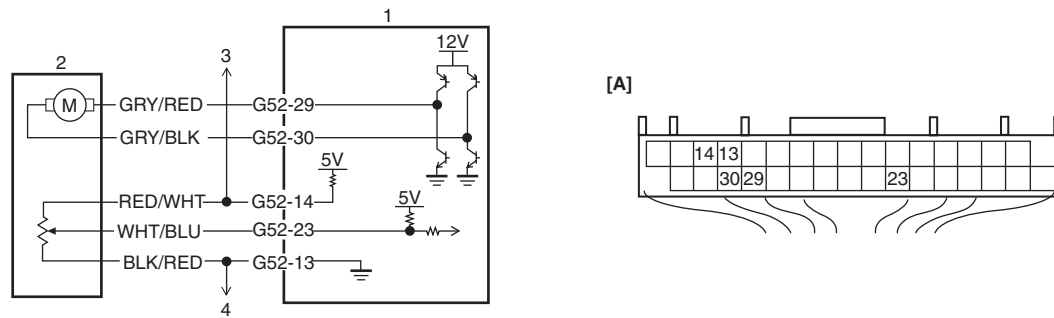 1
2
3
12V
[A]
M
GRY/RED
G52-29
GRY/BLK
G52-30
5V
14 13
30 29 23
RED/WHT
G52-14
5V
WHT/BLU
G52-23
BLK/RED
G52-13
4